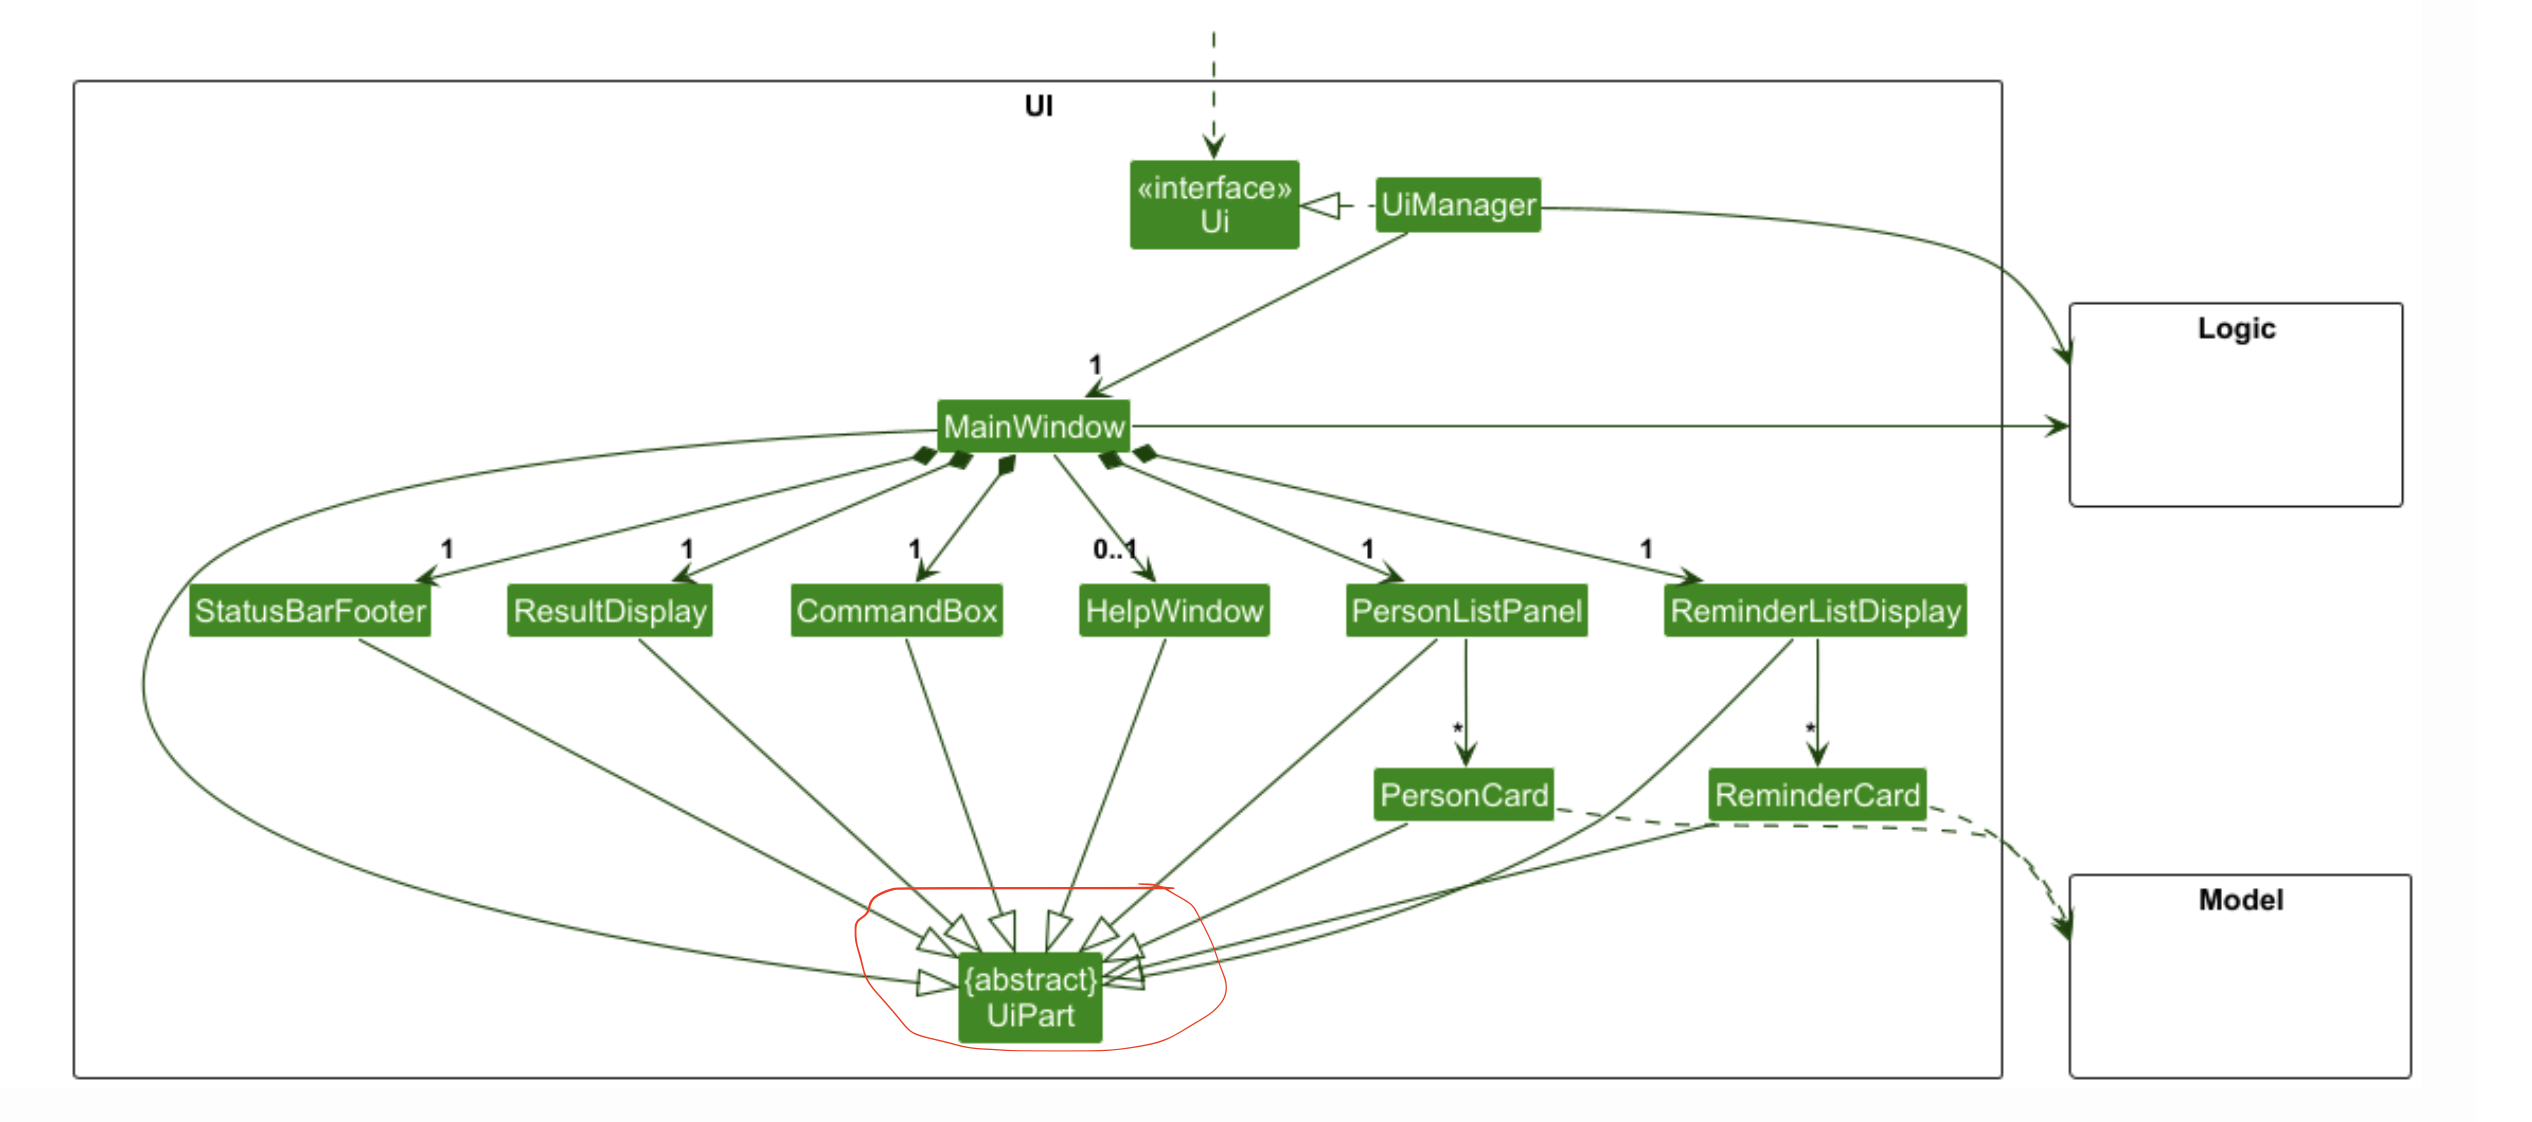 UI
«interface»
Ui
UiManager
Logic
1
MainWindow
1
1
1
0..1
1
1
StatusBarFooter
ResultDisplay
CommandBox
HelpWindow
PersonListPanel
ReminderListDisplay
*
*
PersonCard
ReminderCard
Model
{abstract}
UiPart